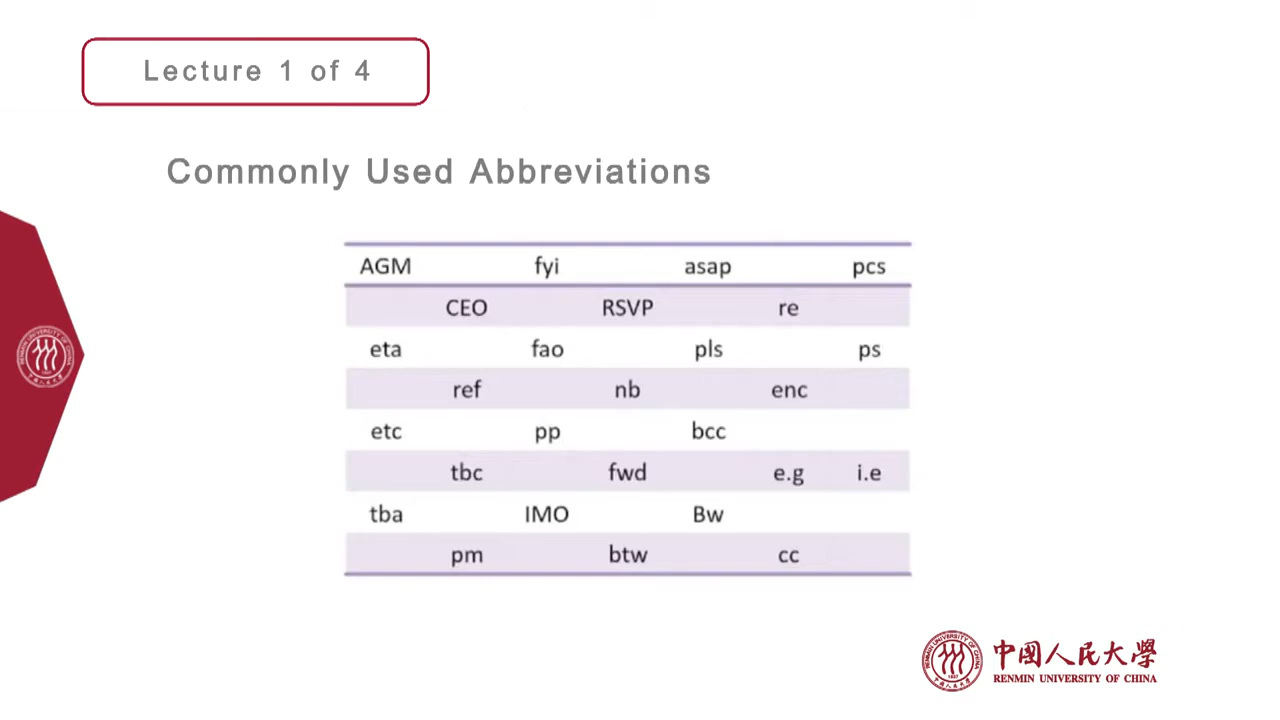 Lecture 1 of 4
Commonly Used Abbreviations
AGM fyi asap pcs
CEO RSVP re
eta fao pls ps
ref nb enc
etc pp bcc
tbc fwd e.g i.e
tba IMO Bw
pm btw cc
中國人民大學
RENMIN UNIVERSITY OF CHINA